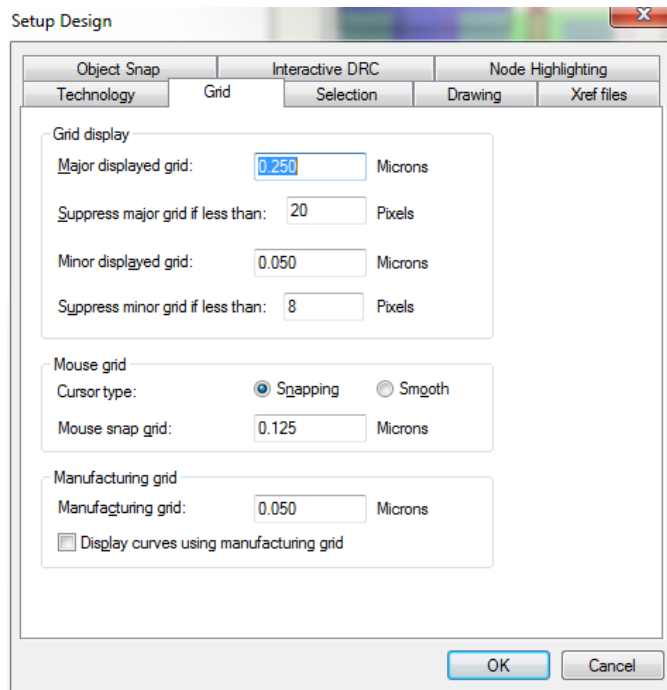 Setup Design
X
Object Snap Interactive DRC Node Highlighting
Technology Grid Selection Drawing Xref files
Grid display
Major displayed grid: 0.250 Microns
Suppress major grid if less than: 20 Pixels
Minor displayed grid: 0.050 Microns
Suppress minor grid if less than: 8 Pixels
Mouse grid
Cursor type: Snapping Smooth
Mouse snap grid: 0.125 Microns
Manufacturing grid
Manufacturing grid: 0.050 Microns
Display curves using manufacturing grid
OK Cancel